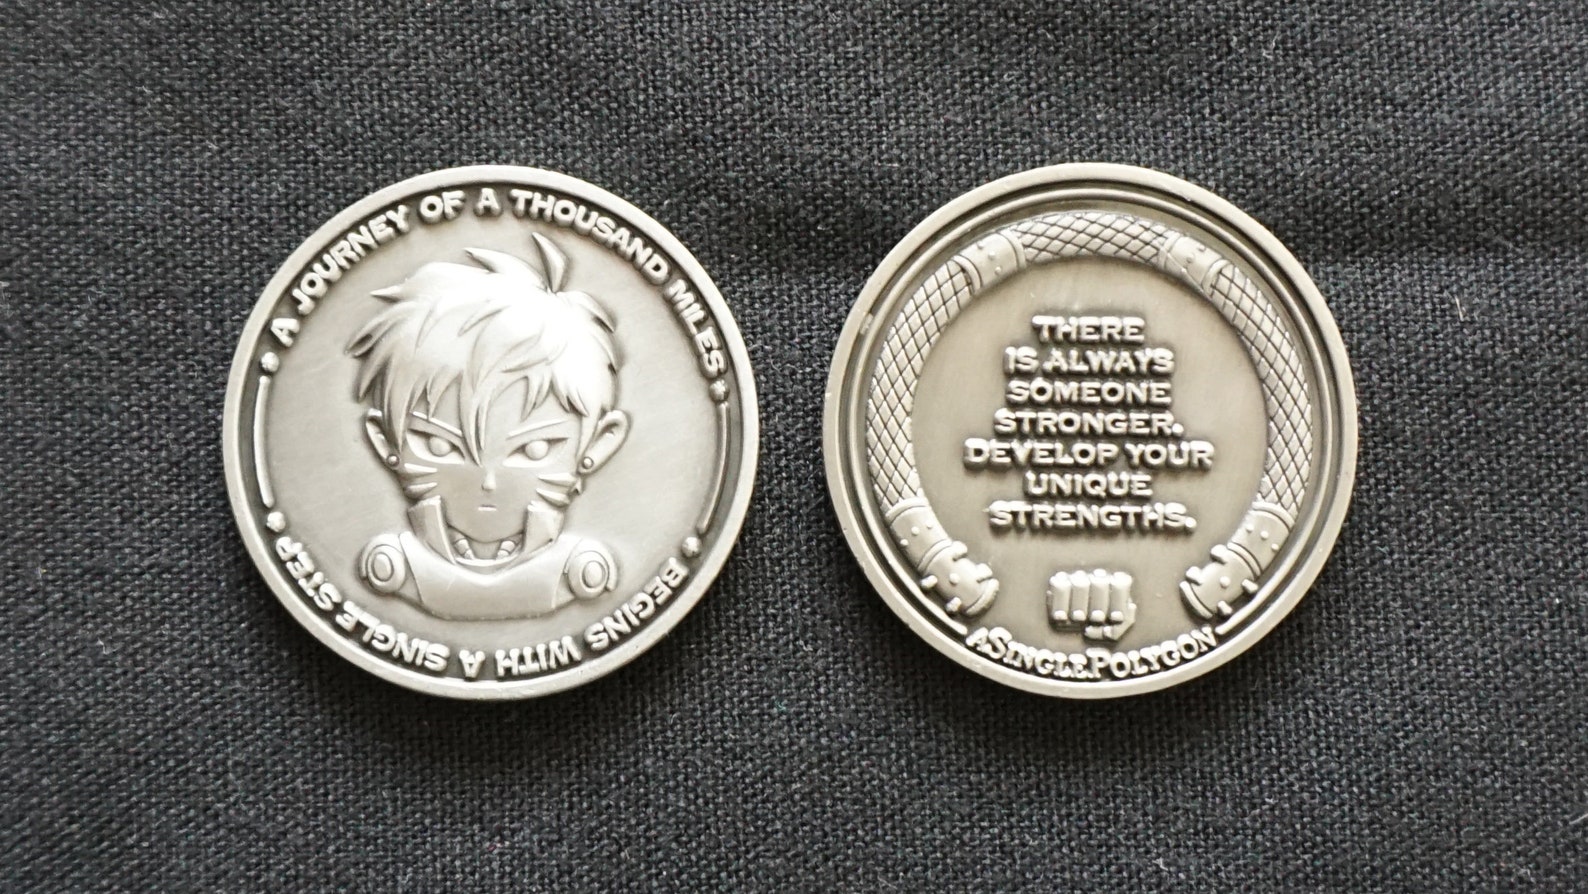 A JOURNEY OF A THOUSAND MILES
BEGINS WITH A SINGLE STEP
THERE
IS ALWAYS
SOMEONE
STRONGER.
DEVELOP YOUR
UNIQUE
STRENGTHS.
ASINGLEPOLYGON